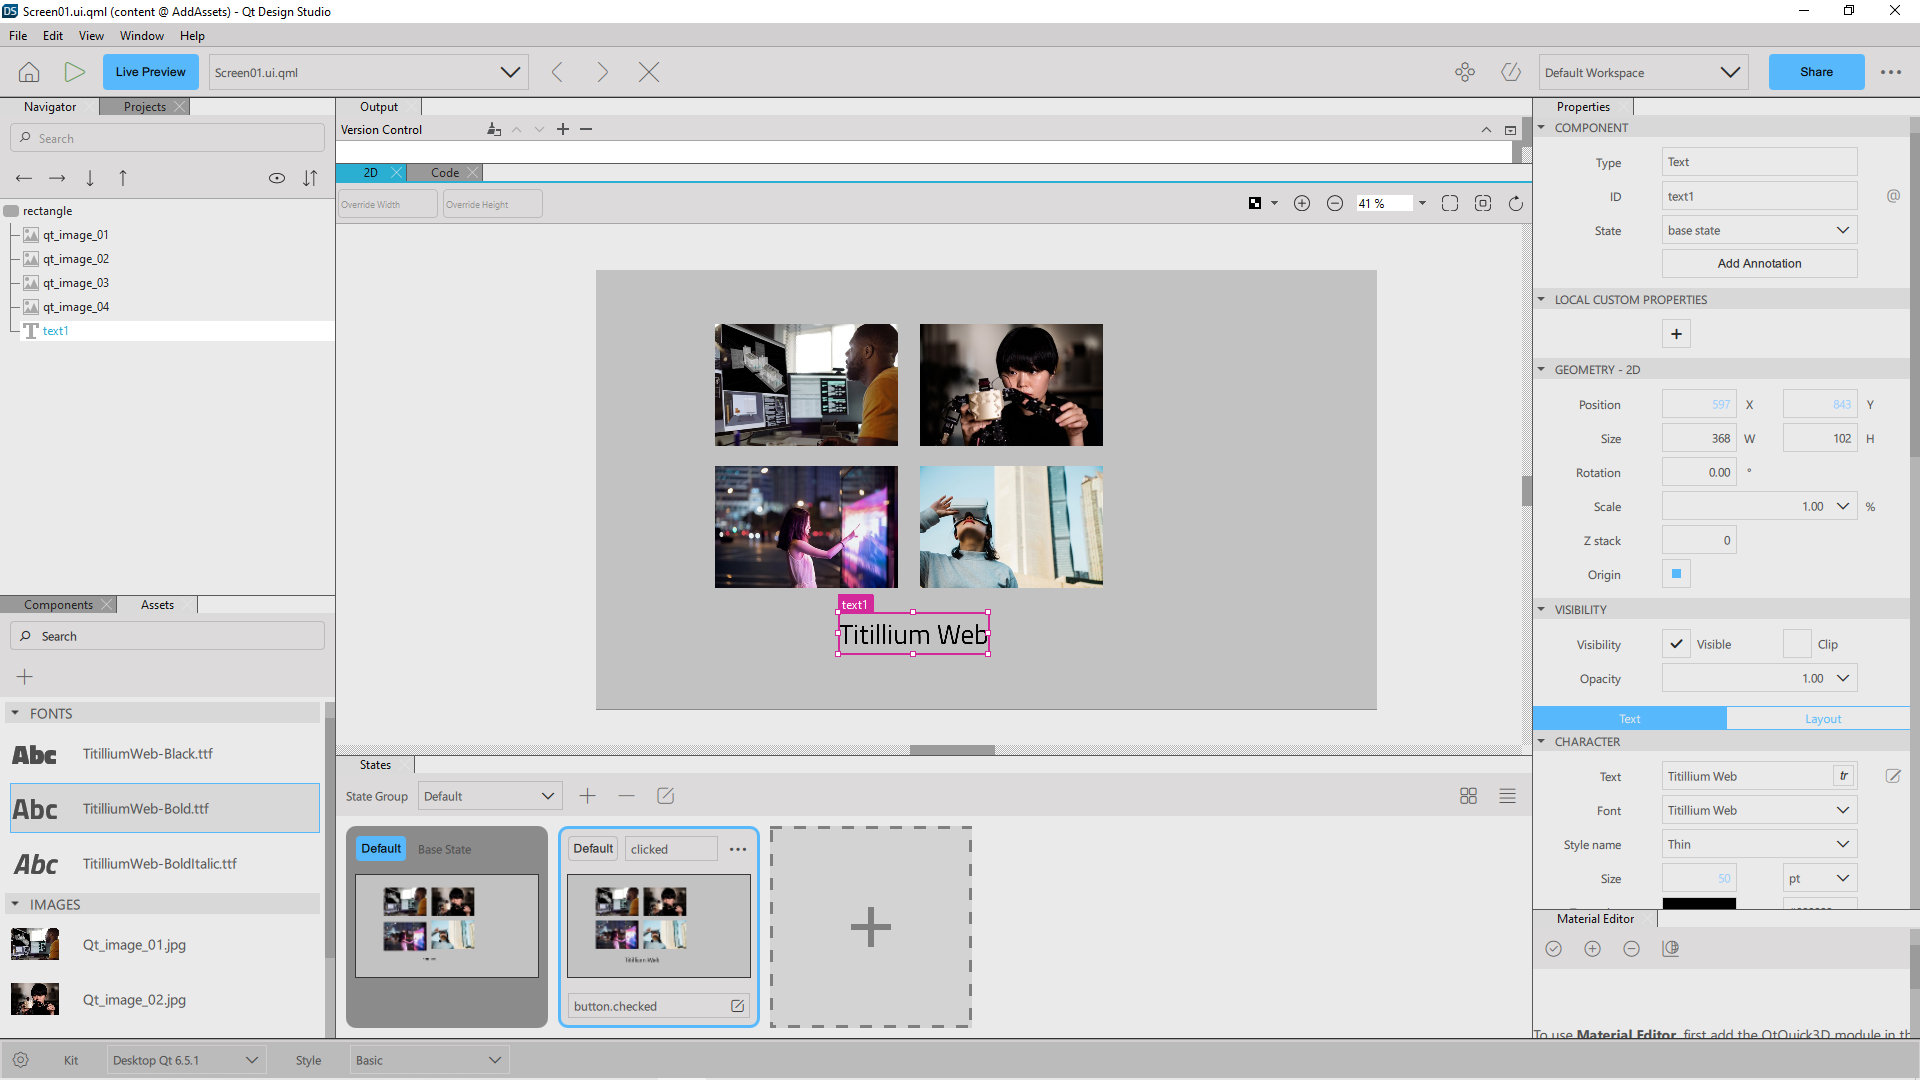 DS Screen01.ui.qml (content @ AddAssets) - Qt Design Studio
File Edit View Window Help
Live Preview
Screen01.ui.qml
Default Workspace
Share
Navigator
Projects
Search
rectangle
qt_image_01
qt_image_02
qt_image_03
qt_image_04
text1
Components
Assets
Search
FONTS
Abc TitilliumWeb-Black.ttf
Abc TitilliumWeb-Bold.ttf
Abc TitilliumWeb-BoldItalic.ttf
IMAGES
Qt_image_01.jpg
Qt_image_02.jpg
Output
Version Control
2D
Code
Override Width
Override Height
41 %
text1
Titillium Web
States
State Group Default
Default Base State
Default clicked
Titillium Web
button.checked
Properties
COMPONENT
Type Text
ID text1 @
State base state
Add Annotation
LOCAL CUSTOM PROPERTIES
GEOMETRY - 2D
Position 597 X 843 Y
Size 368 W 102 H
Rotation 0.00 °
Scale 1.00 %
Z stack 0
Origin
VISIBILITY
Visibility Visible Clip
Opacity 1.00
Text Layout
CHARACTER
Text Titillium Web tr
Font Titillium Web
Style name Thin
Size 50 pt
Material Editor
To use Material Editor, first add the QtQuick3D module in th
Kit Desktop Qt 6.5.1 Style Basic